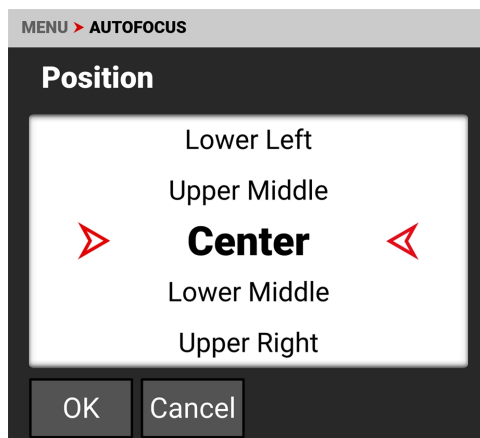 MENU > AUTOFOCUS
Position
Lower Left
Upper Middle
Center
Lower Middle
Upper Right
OK Cancel